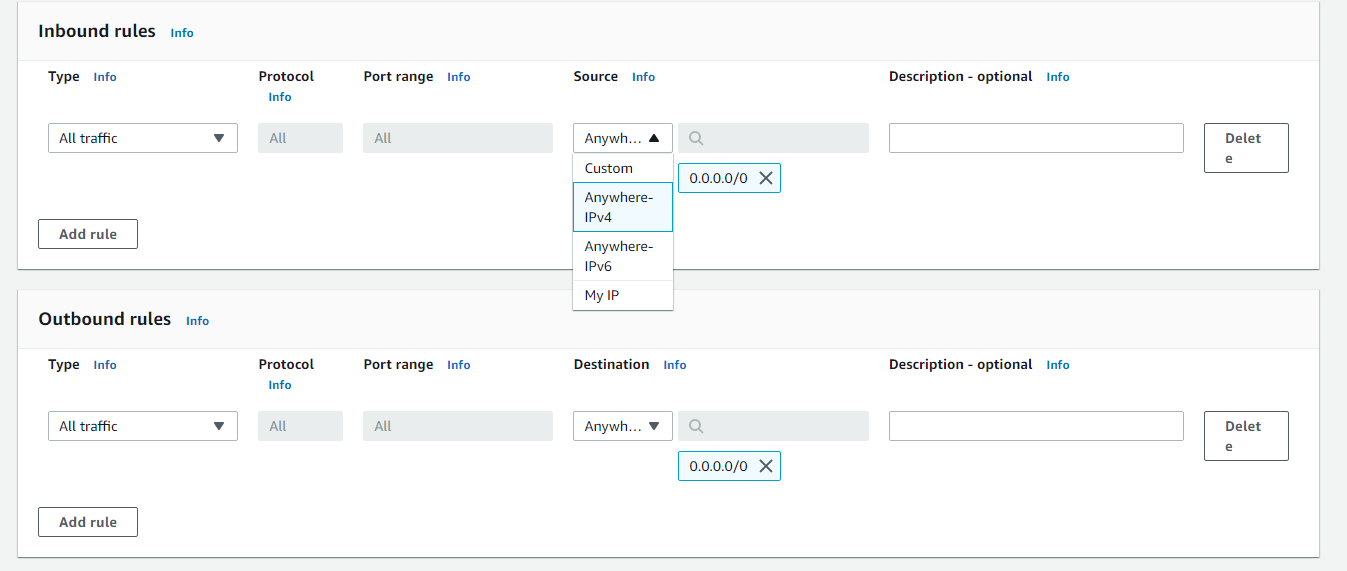 Inbound rules Info
Type Info Protocol Info Port range Info Source Info Description - optional Info
All traffic All All Anywh... Delete
Custom
0.0.0.0/0
Anywhere-IPv4
Anywhere-IPv6
My IP
Add rule
Outbound rules Info
Type Info Protocol Info Port range Info Destination Info Description - optional Info
All traffic All All Anywh... Delete
0.0.0.0/0
Add rule